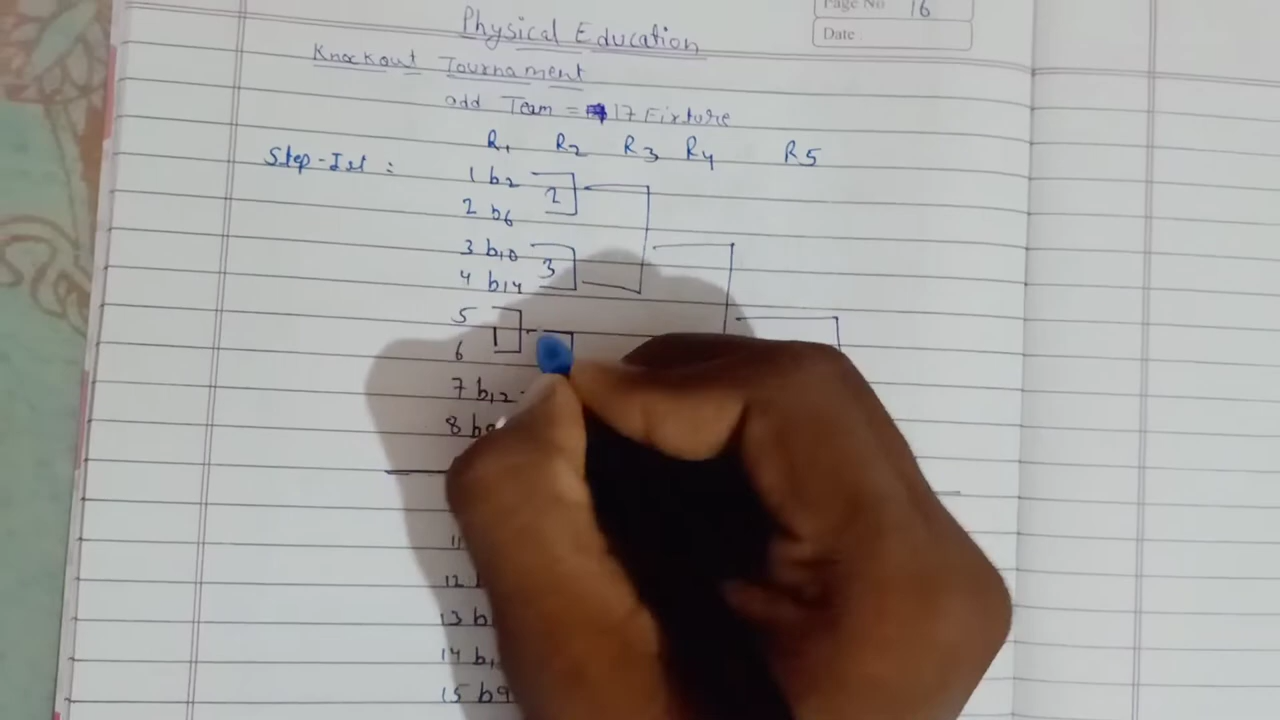 Page No 16
Date
Physical Education
Knockout Tournament
add Team = 17 Fixture
R1 R2 R3 R4 R5
Step-Ist :
1 b2
2 b6
2
3 b10
4 b14
3
5
6
1
7 b12
8 b
11
12
13 b
14 b
15 b9